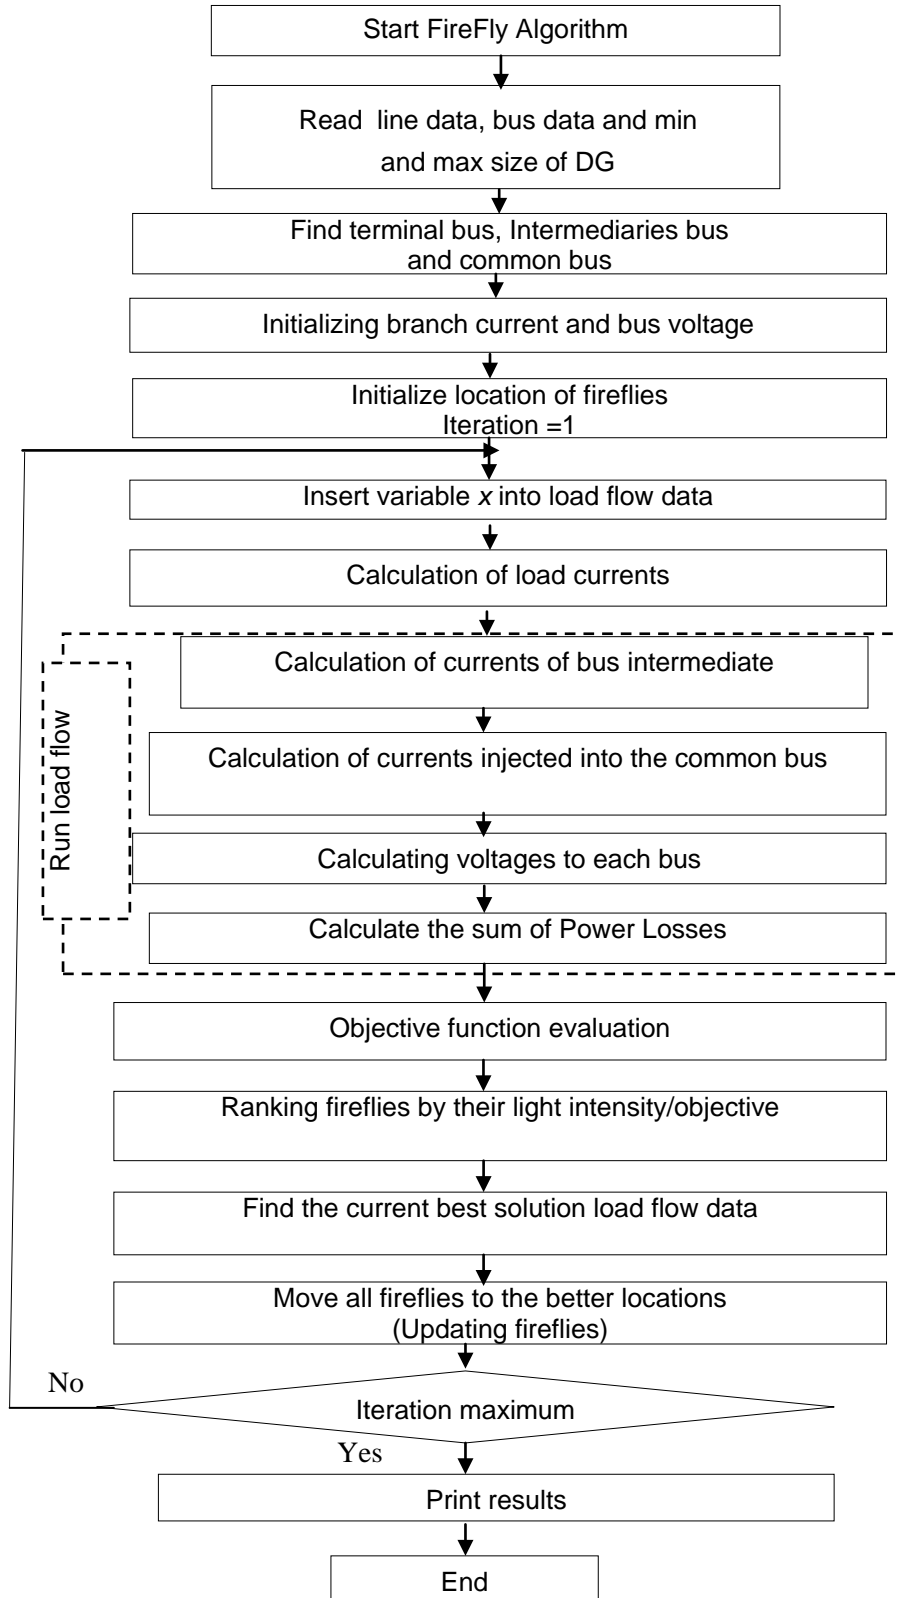 Start FireFly Algorithm
Read line data, bus data and min
and max size of DG
Find terminal bus, Intermediaries bus
and common bus
Initializing branch current and bus voltage
Initialize location of fireflies
Iteration =1
Insert variable x into load flow data
Calculation of load currents
Run load flow
Calculation of currents of bus intermediate
Calculation of currents injected into the common bus
Calculating voltages to each bus
Calculate the sum of Power Losses
Objective function evaluation
Ranking fireflies by their light intensity/objective
Find the current best solution load flow data
Move all fireflies to the better locations
(Updating fireflies)
No
Iteration maximum
Yes
Print results
End